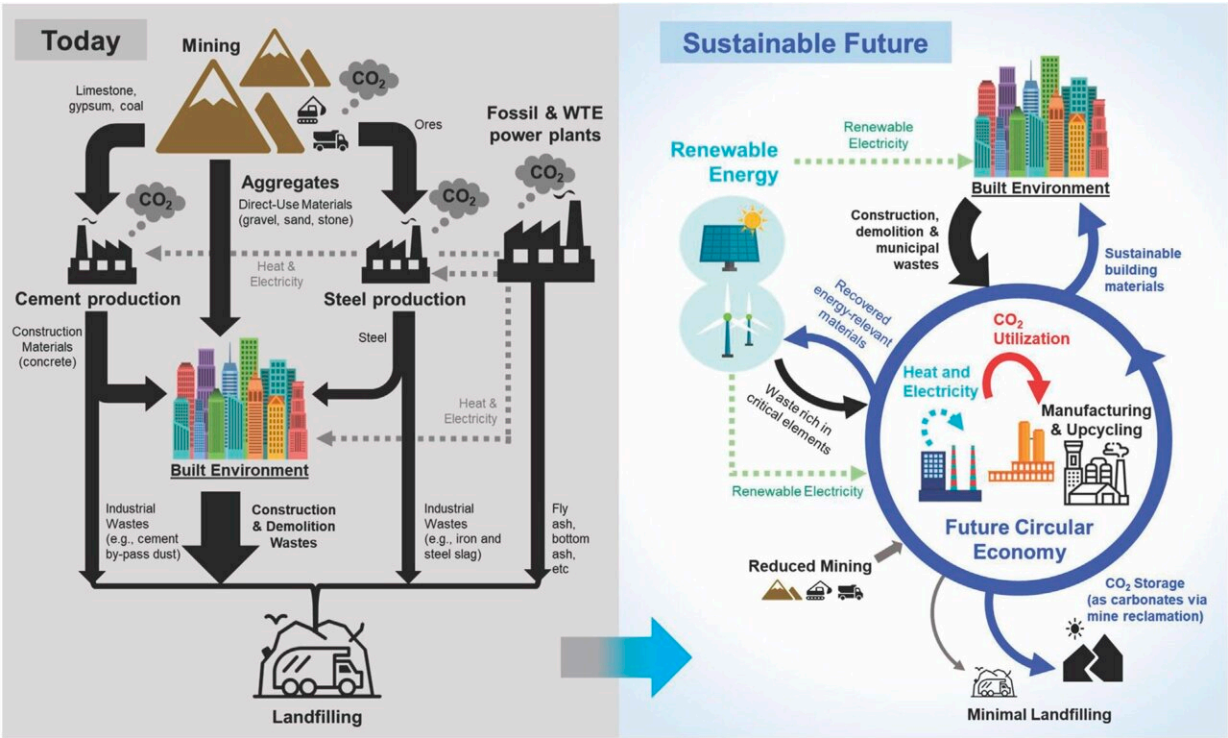 Today
Mining
CO2
Limestone,
gypsum, coal
Ores
Fossil & WTE
power plants
CO2
CO2
CO2
Aggregates
Direct-Use Materials
(gravel, sand, stone)
Heat &
Electricity
Cement production
Steel production
Construction
Materials
(concrete)
Steel
Heat &
Electricity
Built Environment
Industrial
Wastes
(e.g., cement
by-pass dust)
Construction
& Demolition
Wastes
Industrial
Wastes
(e.g., iron and
steel slag)
Fly
ash,
bottom
ash,
etc
Landfilling
Sustainable Future
Renewable
Energy
Renewable
Electricity
Built Environment
Construction,
demolition &
municipal
wastes
Sustainable
building
materials
Recovered
energy-relevant
materials
Waste rich in
critical elements
Renewable Electricity
CO2
Utilization
Heat and
Electricity
Manufacturing
& Upcycling
Future Circular
Economy
Reduced Mining
CO2 Storage
(as carbonates via
mine reclamation)
Minimal Landfilling